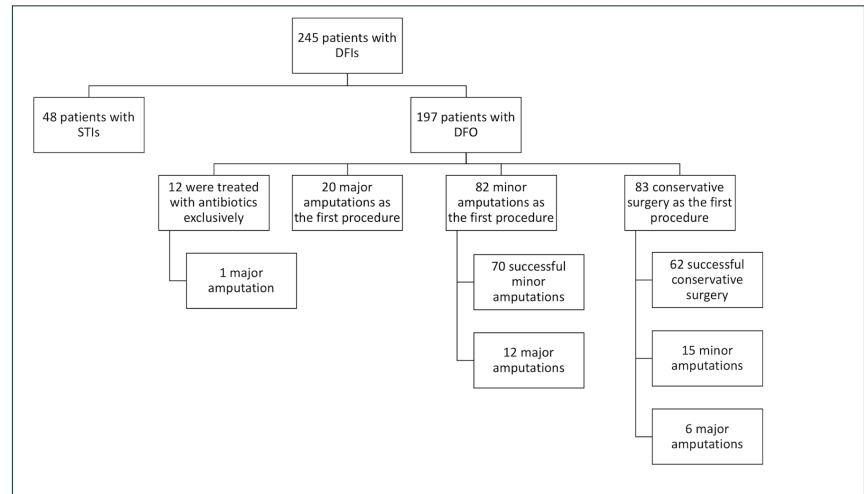 245 patients with
DFIs
48 patients with
STIs
197 patients with
DFO
12 were treated
with antibiotics
exclusively
20 major
amputations as
the first procedure
82 minor
amputations as
the first procedure
83 conservative
surgery as the first
procedure
1 major
amputation
70 successful
minor
amputations
12 major
amputations
62 successful
conservative
surgery
15 minor
amputations
6 major
amputations